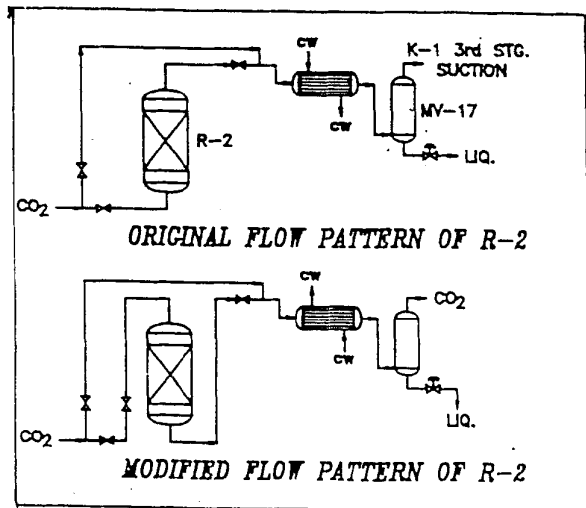 K-1 3rd STG.
SUCTION
CW
MV-17
R-2
CW
LIQ.
CO2
ORIGINAL FLOW PATTERN OF R-2
CW
CO2
CW
LIQ.
CO2
MODIFIED FLOW PATTERN OF R-2